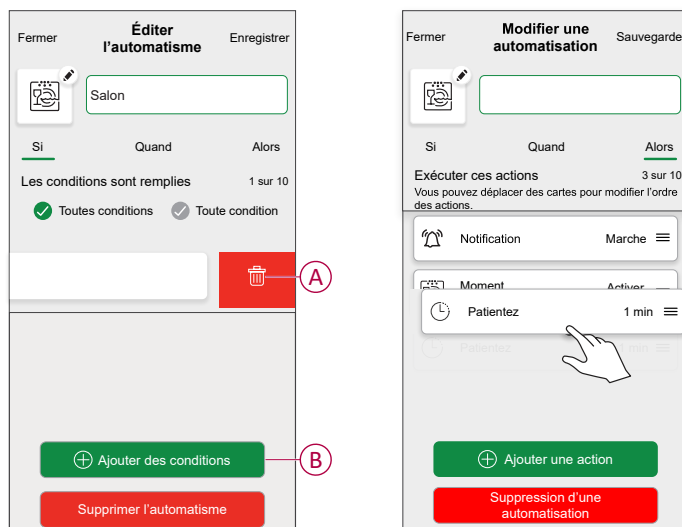 Fermer
Éditer
l'automatisme
Enregistrer
Salon
Si
Quand
Alors
Les conditions sont remplies
1 sur 10
Toutes conditions
Toute condition
A
Ajouter des conditions
B
Supprimer l'automatisme
Fermer
Modifier une
automatisation
Sauvegarde
Si
Quand
Alors
Exécuter ces actions
3 sur 10
Vous pouvez déplacer des cartes pour modifier l'ordre
des actions.
Notification
Marche
Moment
Activer
Patientez
1 min
Patientez
min
Ajouter une action
Suppression d'une
automatisation